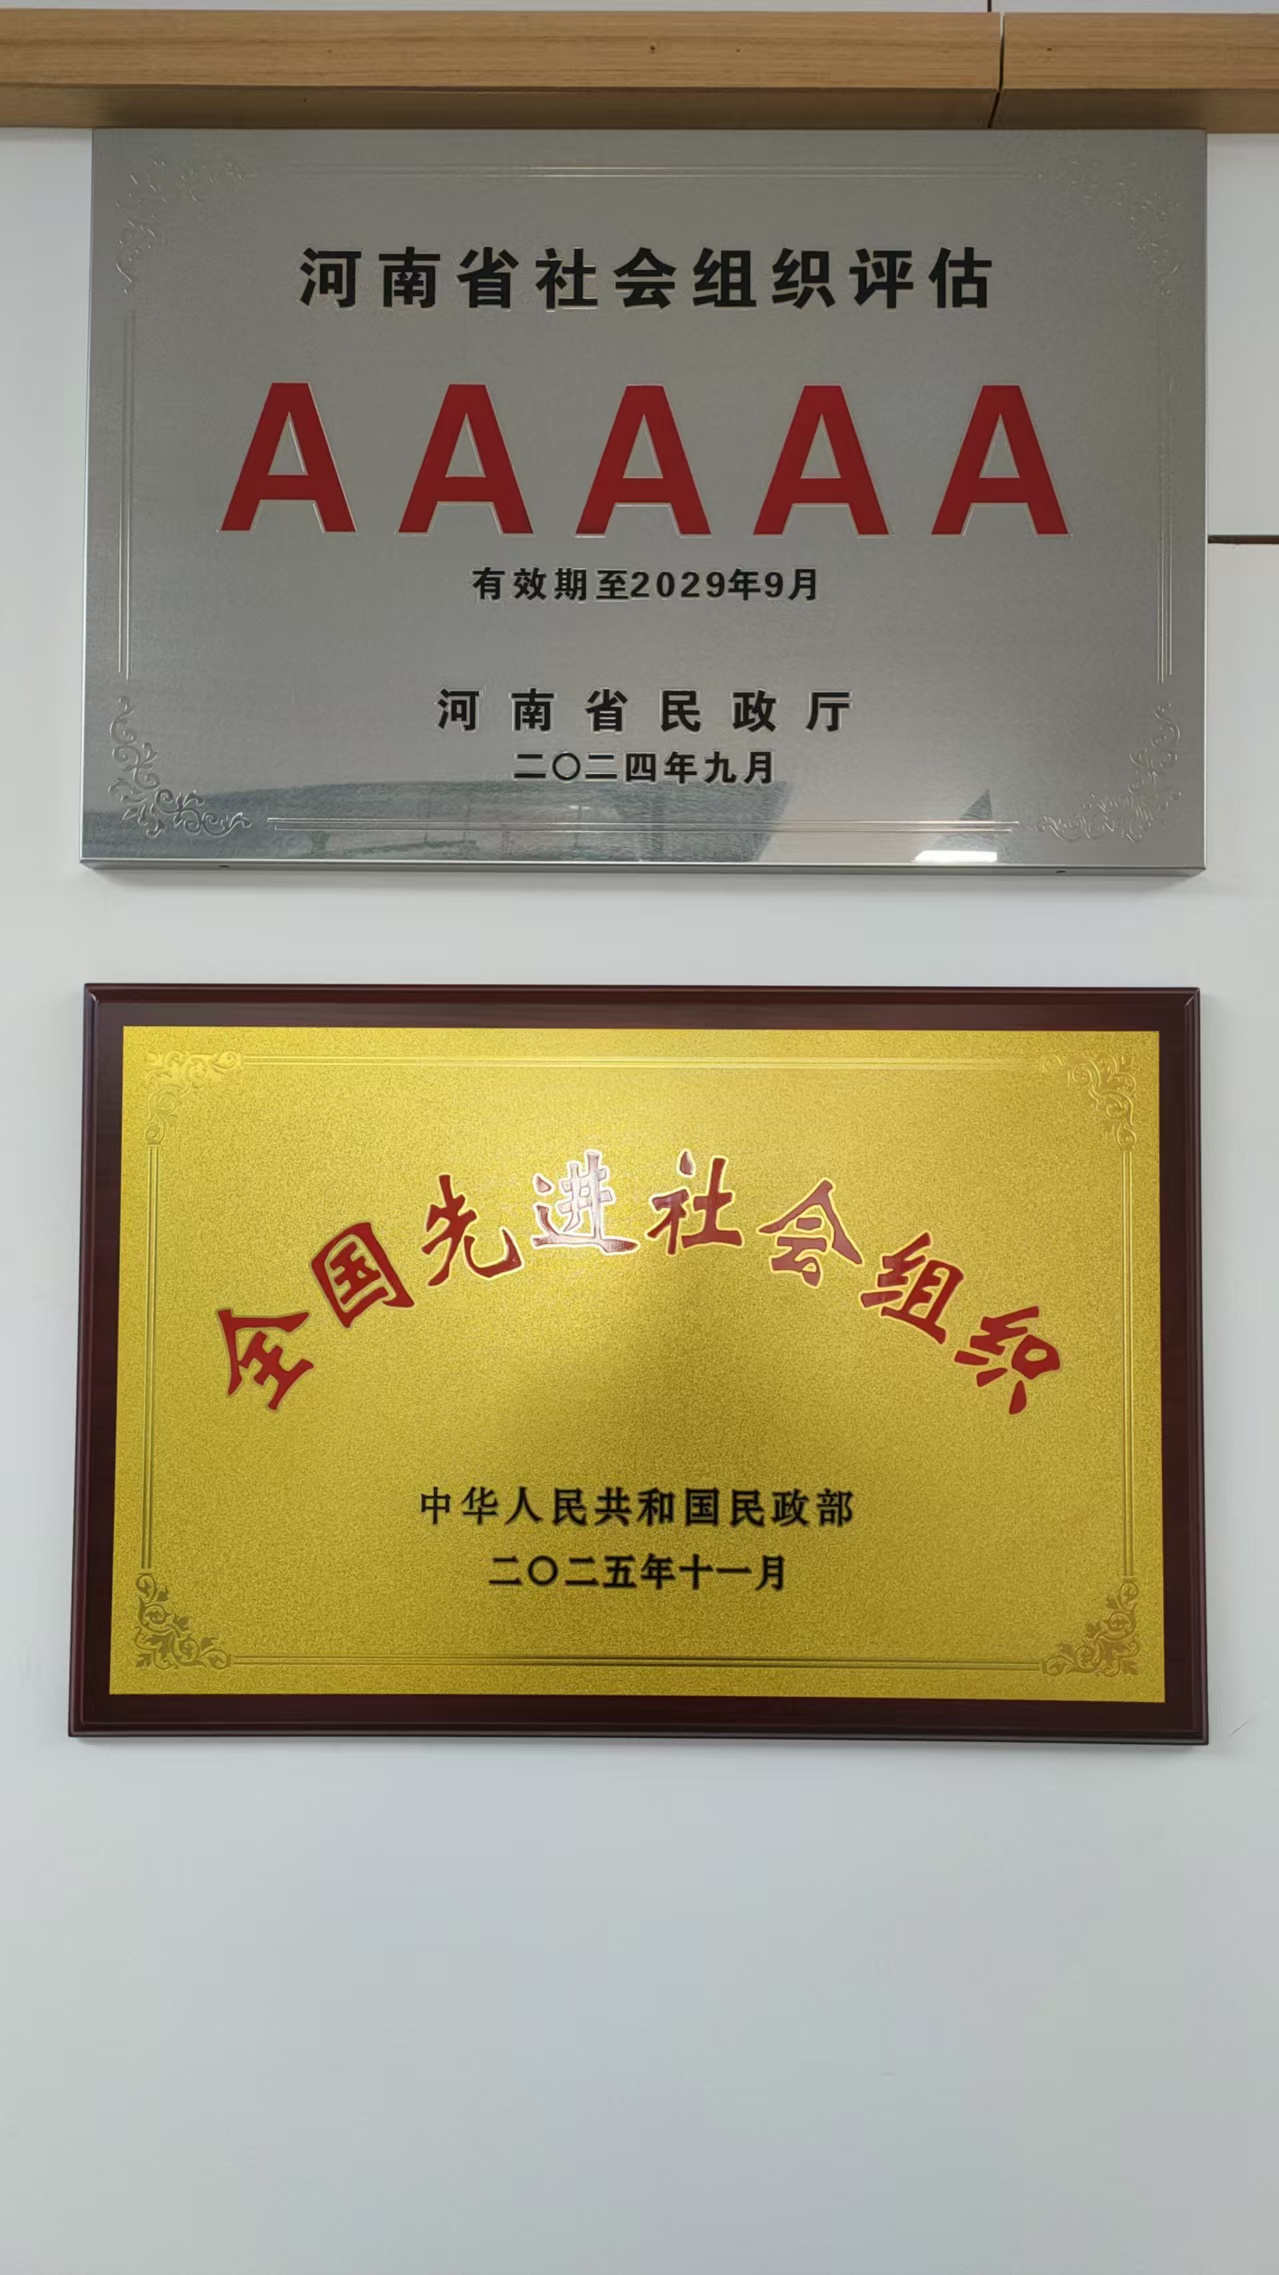 河南省社会组织评估
AAAAA
有效期至2029年9月
河南省民政厅
二〇二四年九月
全国先进社会组织
中华人民共和国民政部
二〇二五年十一月